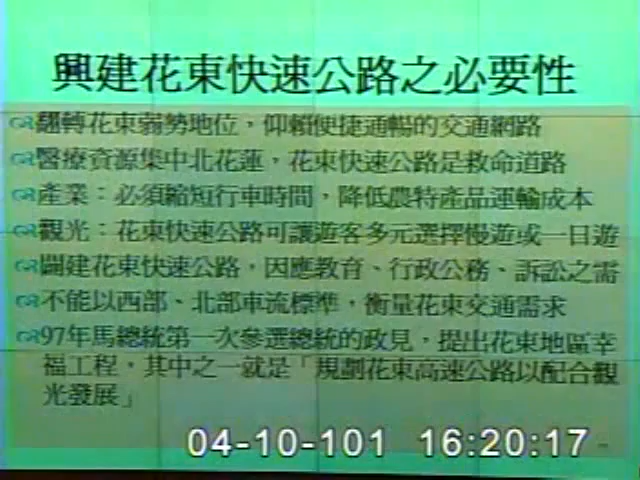 興建花東快速公路之必要性
翻轉花東弱勢地位，仰賴便捷通暢的交通網路
醫療資源集中北花蓮，花東快速公路是救命道路
產業：必須縮短行車時間，降低農特產品運輸成本
觀光：花東快速公路可讓遊客多元選擇慢遊或一日遊
闢建花東快速公路，因應教育、行政公務、訴訟之需
不能以西部、北部車流標準，衡量花東交通需求
97年馬總統第一次參選總統的政見，提出花東地區幸
福工程，其中之一就是「規劃花東高速公路以配合觀
光發展」
04-10-101 16:20:17